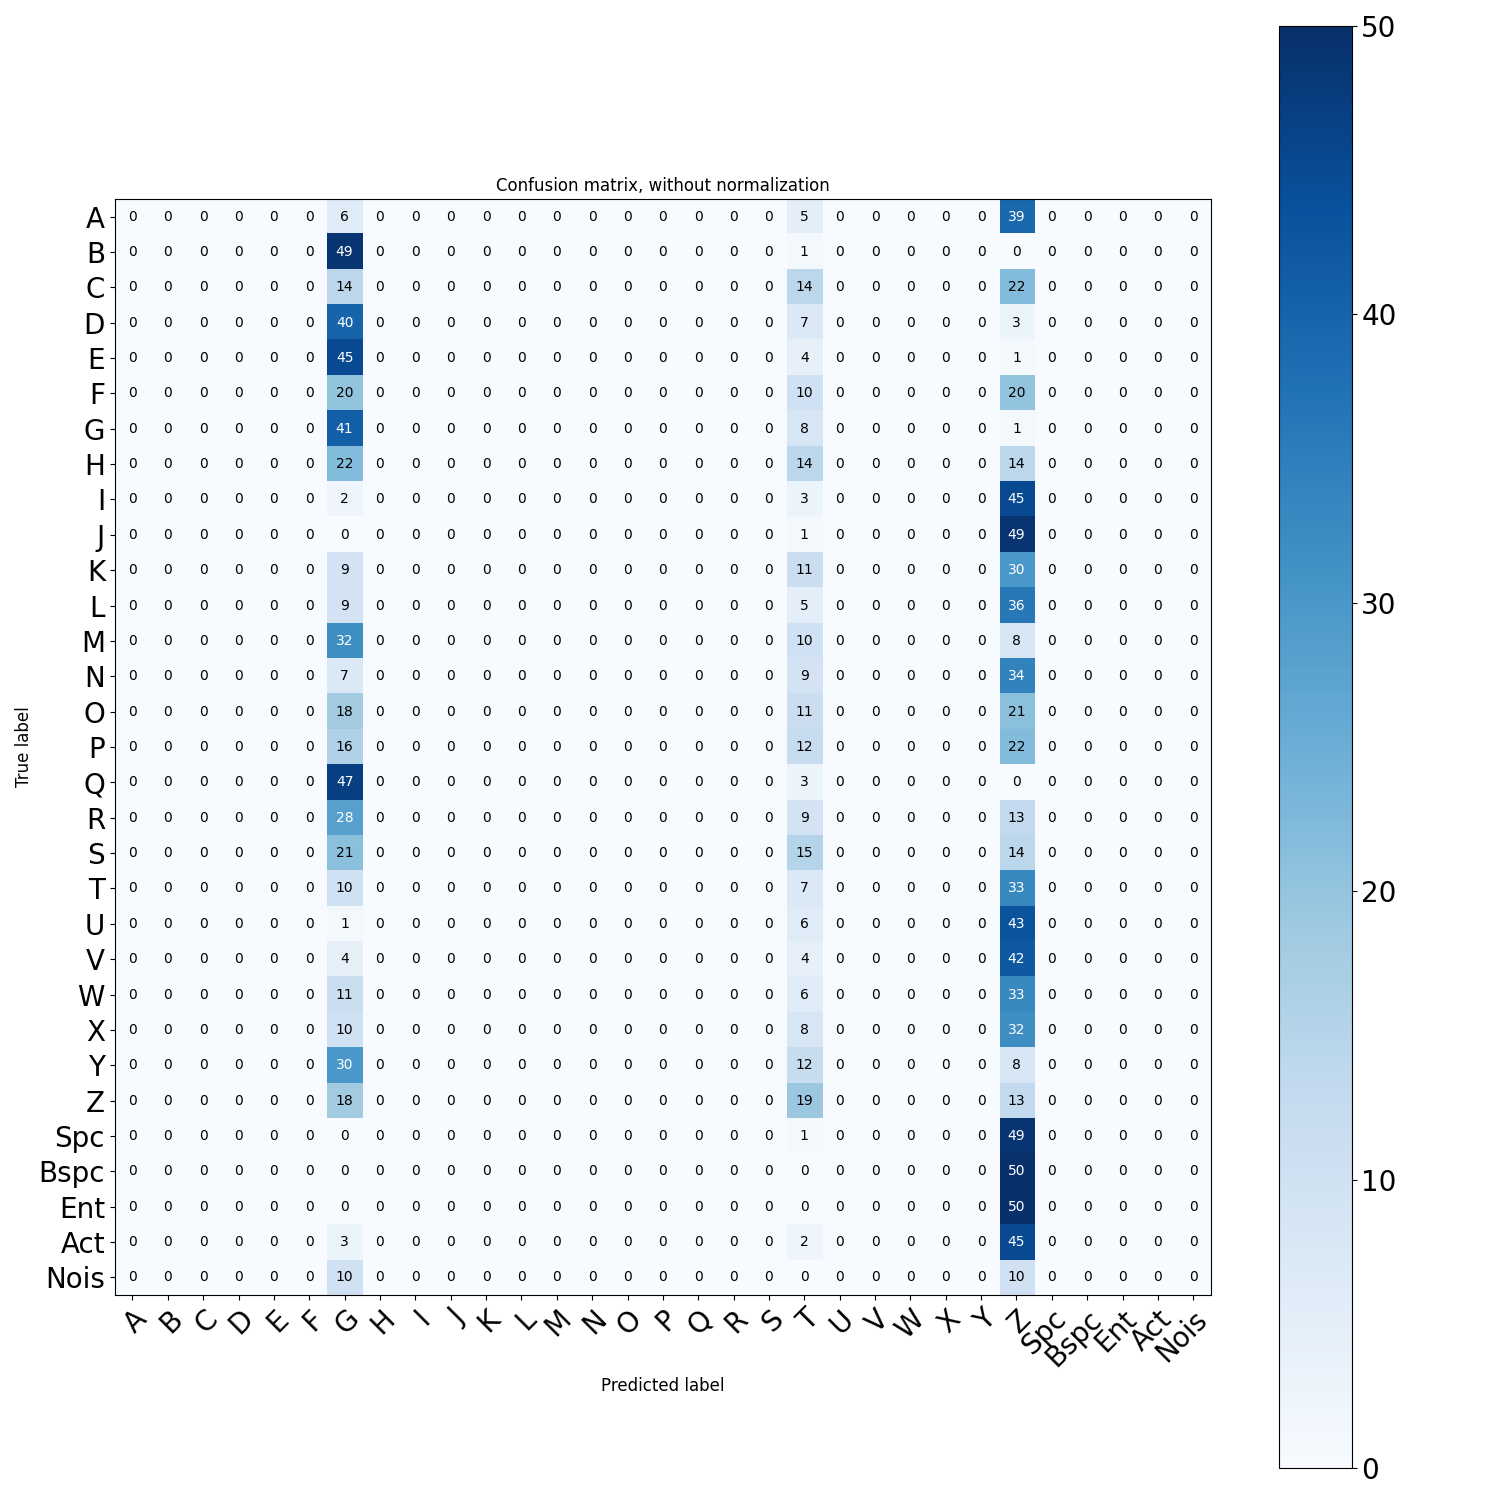 Confusion matrix, without normalization
True label
A 0 0 0 0 0 0 6 0 0 0 0 0 0 0 0 0 0 0 0 5 0 0 0 0 0 39 0 0 0 0 0
B 0 0 0 0 0 0 49 0 0 0 0 0 0 0 0 0 0 0 0 1 0 0 0 0 0 0 0 0 0 0 0
C 0 0 0 0 0 0 14 0 0 0 0 0 0 0 0 0 0 0 0 14 0 0 0 0 0 22 0 0 0 0 0
D 0 0 0 0 0 0 40 0 0 0 0 0 0 0 0 0 0 0 0 7 0 0 0 0 0 3 0 0 0 0 0
E 0 0 0 0 0 0 45 0 0 0 0 0 0 0 0 0 0 0 0 4 0 0 0 0 0 1 0 0 0 0 0
F 0 0 0 0 0 0 20 0 0 0 0 0 0 0 0 0 0 0 0 10 0 0 0 0 0 20 0 0 0 0 0
G 0 0 0 0 0 0 41 0 0 0 0 0 0 0 0 0 0 0 0 8 0 0 0 0 0 1 0 0 0 0 0
H 0 0 0 0 0 0 22 0 0 0 0 0 0 0 0 0 0 0 0 14 0 0 0 0 0 14 0 0 0 0 0
I 0 0 0 0 0 0 2 0 0 0 0 0 0 0 0 0 0 0 0 3 0 0 0 0 0 45 0 0 0 0 0
J 0 0 0 0 0 0 0 0 0 0 0 0 0 0 0 0 0 0 0 1 0 0 0 0 0 49 0 0 0 0 0
K 0 0 0 0 0 0 9 0 0 0 0 0 0 0 0 0 0 0 0 11 0 0 0 0 0 30 0 0 0 0 0
L 0 0 0 0 0 0 9 0 0 0 0 0 0 0 0 0 0 0 0 5 0 0 0 0 0 36 0 0 0 0 0
M 0 0 0 0 0 0 32 0 0 0 0 0 0 0 0 0 0 0 0 10 0 0 0 0 0 8 0 0 0 0 0
N 0 0 0 0 0 0 7 0 0 0 0 0 0 0 0 0 0 0 0 9 0 0 0 0 0 34 0 0 0 0 0
O 0 0 0 0 0 0 18 0 0 0 0 0 0 0 0 0 0 0 0 11 0 0 0 0 0 21 0 0 0 0 0
P 0 0 0 0 0 0 16 0 0 0 0 0 0 0 0 0 0 0 0 12 0 0 0 0 0 22 0 0 0 0 0
Q 0 0 0 0 0 0 47 0 0 0 0 0 0 0 0 0 0 0 0 3 0 0 0 0 0 0 0 0 0 0 0
R 0 0 0 0 0 0 28 0 0 0 0 0 0 0 0 0 0 0 0 9 0 0 0 0 0 13 0 0 0 0 0
S 0 0 0 0 0 0 21 0 0 0 0 0 0 0 0 0 0 0 0 15 0 0 0 0 0 14 0 0 0 0 0
T 0 0 0 0 0 0 10 0 0 0 0 0 0 0 0 0 0 0 0 7 0 0 0 0 0 33 0 0 0 0 0
U 0 0 0 0 0 0 1 0 0 0 0 0 0 0 0 0 0 0 0 6 0 0 0 0 0 43 0 0 0 0 0
V 0 0 0 0 0 0 4 0 0 0 0 0 0 0 0 0 0 0 0 4 0 0 0 0 0 42 0 0 0 0 0
W 0 0 0 0 0 0 11 0 0 0 0 0 0 0 0 0 0 0 0 6 0 0 0 0 0 33 0 0 0 0 0
X 0 0 0 0 0 0 10 0 0 0 0 0 0 0 0 0 0 0 0 8 0 0 0 0 0 32 0 0 0 0 0
Y 0 0 0 0 0 0 30 0 0 0 0 0 0 0 0 0 0 0 0 12 0 0 0 0 0 8 0 0 0 0 0
Z 0 0 0 0 0 0 18 0 0 0 0 0 0 0 0 0 0 0 0 19 0 0 0 0 0 13 0 0 0 0 0
Spc 0 0 0 0 0 0 0 0 0 0 0 0 0 0 0 0 0 0 0 1 0 0 0 0 0 49 0 0 0 0 0
Bspc 0 0 0 0 0 0 0 0 0 0 0 0 0 0 0 0 0 0 0 0 0 0 0 0 0 50 0 0 0 0 0
Ent 0 0 0 0 0 0 0 0 0 0 0 0 0 0 0 0 0 0 0 0 0 0 0 0 0 50 0 0 0 0 0
Act 0 0 0 0 0 0 3 0 0 0 0 0 0 0 0 0 0 0 0 2 0 0 0 0 0 45 0 0 0 0 0
Nois 0 0 0 0 0 0 10 0 0 0 0 0 0 0 0 0 0 0 0 0 0 0 0 0 0 10 0 0 0 0 0
A B C D E F G H I J K L M N O P Q R S T U V W X Y Z Spc Bspc Ent Act Nois
Predicted label
50
40
30
20
10
0